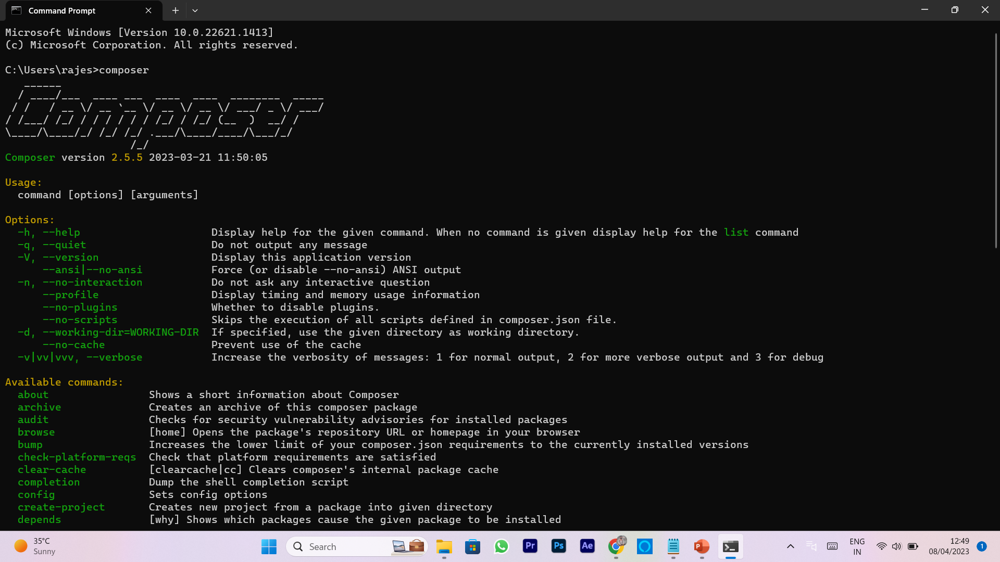 Command Prompt
Microsoft Windows [Version 10.0.22621.1413]
(c) Microsoft Corporation. All rights reserved.
C:\Users\rajes>composer
   ______
  / ____/___  ____ ___  ____  ____  ________  _____
 / /   / __ \/ __ `__ \/ __ \/ __ \/ ___/ _ \/ ___/
/ /___/ /_/ / / / / / / /_/ / /_/ (__  )  __/ /
\____/\____/_/ /_/ /_/ .___/\____/____/\___/_/
                    /_/
Composer version 2.5.5 2023-03-21 11:50:05
Usage:
  command [options] [arguments]
Options:
  -h, --help                     Display help for the given command. When no command is given display help for the list command
  -q, --quiet                    Do not output any message
  -V, --version                  Display this application version
      --ansi|--no-ansi           Force (or disable --no-ansi) ANSI output
  -n, --no-interaction           Do not ask any interactive question
      --profile                  Display timing and memory usage information
      --no-plugins               Whether to disable plugins.
      --no-scripts               Skips the execution of all scripts defined in composer.json file.
  -d, --working-dir=WORKING-DIR  If specified, use the given directory as working directory.
      --no-cache                 Prevent use of the cache
  -v|vv|vvv, --verbose           Increase the verbosity of messages: 1 for normal output, 2 for more verbose output and 3 for debug
Available commands:
  about                Shows a short information about Composer
  archive              Creates an archive of this composer package
  audit                Checks for security vulnerability advisories for installed packages
  browse               [home] Opens the package's repository URL or homepage in your browser
  bump                 Increases the lower limit of your composer.json requirements to the currently installed versions
  check-platform-reqs  Check that platform requirements are satisfied
  clear-cache          [clearcache|cc] Clears composer's internal package cache
  completion           Dump the shell completion script
  config               Sets config options
  create-project       Creates new project from a package into given directory
  depends              [why] Shows which packages cause the given package to be installed
35°C
Sunny
Search
Pr
Ps
Ae
P
ENG
IN
12:49
08/04/2023
1